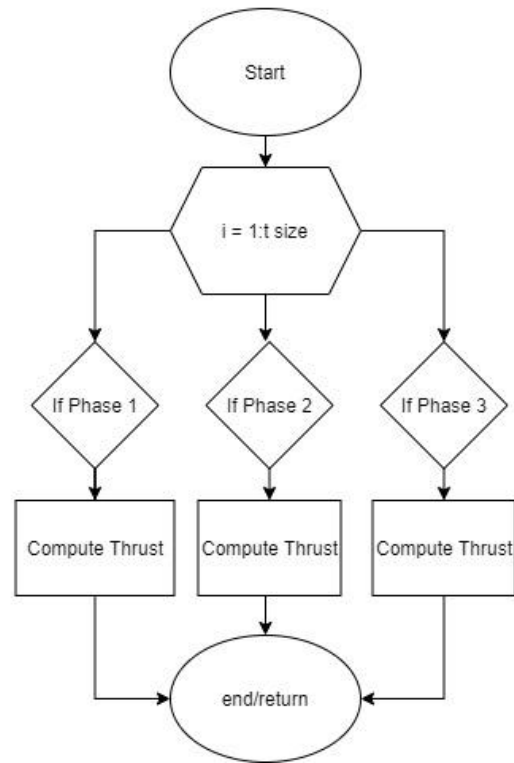 Start
i = 1:t size
If Phase 1
If Phase 2
If Phase 3
Compute Thrust
Compute Thrust
Compute Thrust
end/return